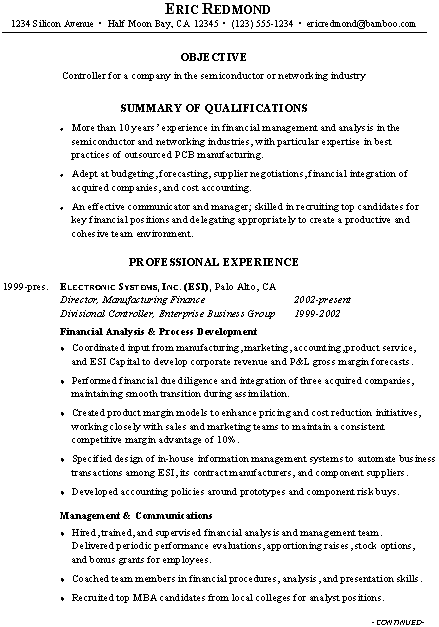 ERIC REDMOND
1234 Silicon Avenue • Half Moon Bay, CA 12345 • (123) 555-1234 • ericredmond@bamboo.com
OBJECTIVE
Controller for a company in the semiconductor or networking industry
SUMMARY OF QUALIFICATIONS
• More than 10 years' experience in financial management and analysis in the
semiconductor and networking industries, with particular expertise in best
practices of outsourced PCB manufacturing.
• Adept at budgeting, forecasting, supplier negotiations, financial integration of
acquired companies, and cost accounting.
• An effective communicator and manager; skilled in recruiting top candidates for
key financial positions and delegating appropriately to create a productive and
cohesive team environment.
PROFESSIONAL EXPERIENCE
1999-pres. ELECTRONIC SYSTEMS, INC. (ESI), Palo Alto, CA
Director, Manufacturing Finance 2002-present
Divisional Controller, Enterprise Business Group 1999-2002
Financial Analysis & Process Development
• Coordinated input from manufacturing, marketing, accounting, product service,
and ESI Capital to develop corporate revenue and P&L gross margin forecasts.
• Performed financial due diligence and integration of three acquired companies,
maintaining smooth transition during assimilation.
• Created product margin models to enhance pricing and cost reduction initiatives,
working closely with sales and marketing teams to maintain a consistent
competitive margin advantage of 10%.
• Specified design of in-house information management systems to automate business
transactions among ESI, its contract manufacturers, and component suppliers.
• Developed accounting policies around prototypes and component risk buys.
Management & Communications
• Hired, trained, and supervised financial analysis and management team.
Delivered periodic performance evaluations, apportioning raises, stock options,
and bonus grants for employees.
• Coached team members in financial procedures, analysis, and presentation skills.
• Recruited top MBA candidates from local colleges for analyst positions.
-CONTINUED-